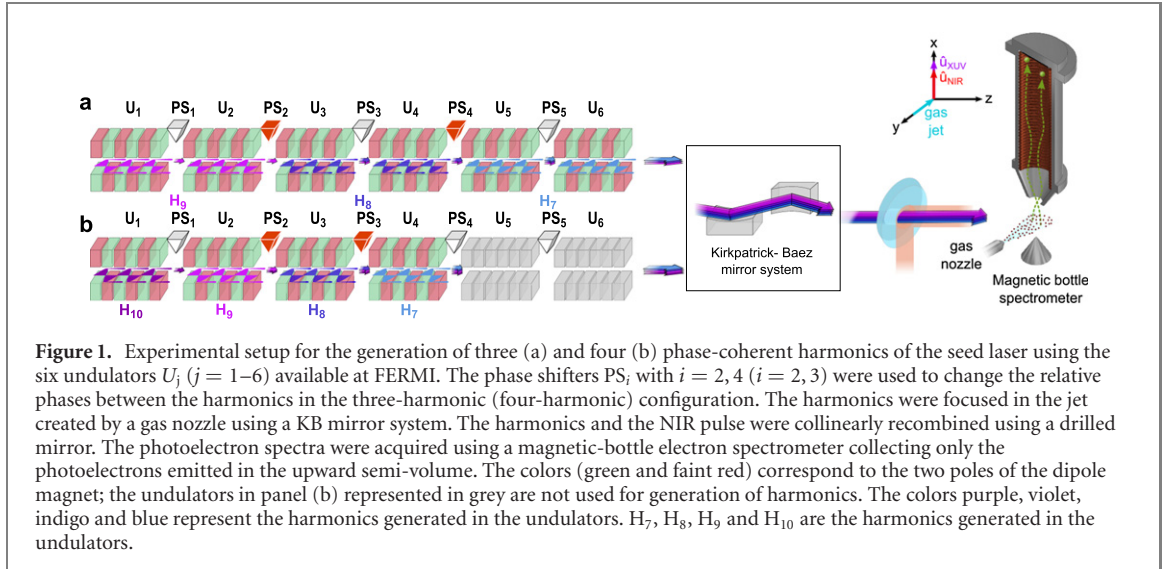 a
U₁ PS₁ U₂ PS₂ U₃ PS₃ U₄ PS₄ U₅ PS₅ U₆
H₉ H₈ H₇
b
U₁ PS₁ U₂ PS₂ U₃ PS₃ U₄ PS₄ U₅ PS₅ U₆
H₁₀ H₉ H₈ H₇
Kirkpatrick- Baez
mirror system
x
û_XUV
û_NIR
z
gas
y
jet
gas
nozzle
Magnetic bottle
spectrometer
Figure 1. Experimental setup for the generation of three (a) and four (b) phase-coherent harmonics of the seed laser using the
six undulators Uⱼ (j = 1–6) available at FERMI. The phase shifters PSᵢ with i = 2, 4 (i = 2, 3) were used to change the relative
phases between the harmonics in the three-harmonic (four-harmonic) configuration. The harmonics were focused in the jet
created by a gas nozzle using a KB mirror system. The harmonics and the NIR pulse were collinearly recombined using a drilled
mirror. The photoelectron spectra were acquired using a magnetic-bottle electron spectrometer collecting only the
photoelectrons emitted in the upward semi-volume. The colors (green and faint red) correspond to the two poles of the dipole
magnet; the undulators in panel (b) represented in grey are not used for generation of harmonics. The colors purple, violet,
indigo and blue represent the harmonics generated in the undulators. H₇, H₈, H₉ and H₁₀ are the harmonics generated in the
undulators.